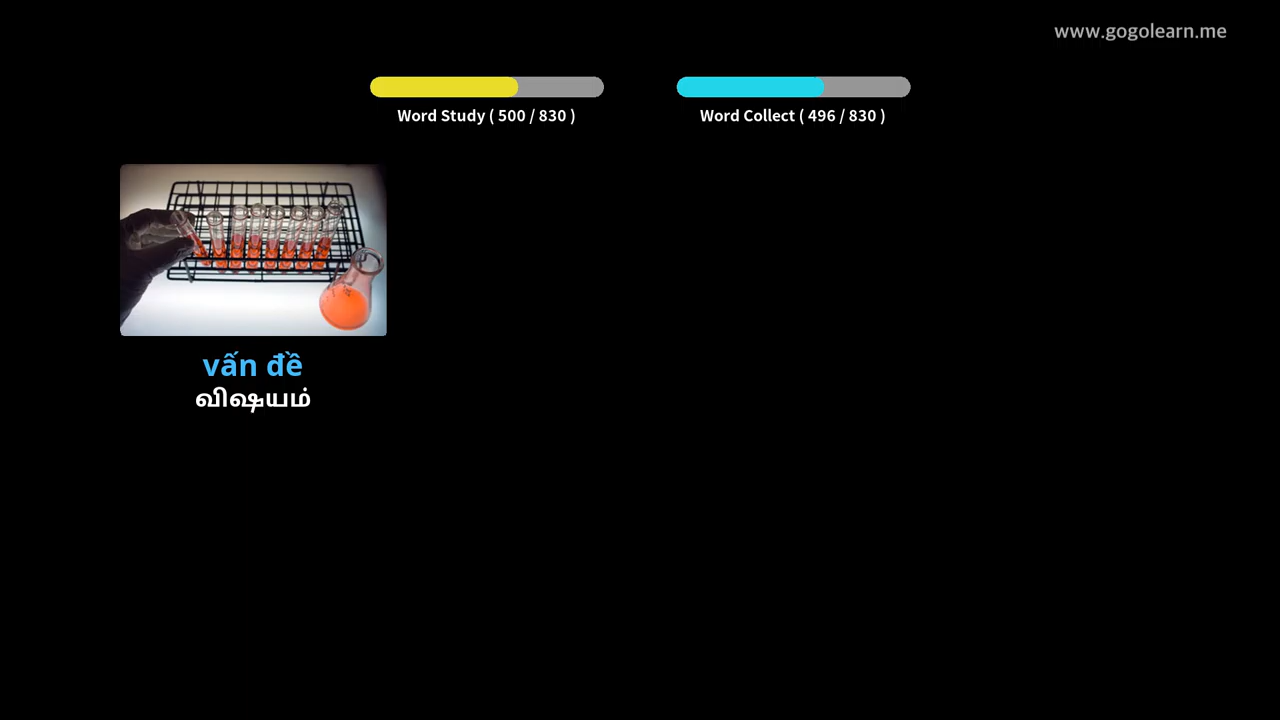 www.gogolearn.me
Word Study ( 500 / 830 )
Word Collect ( 496 / 830 )
vấn đề
விஷயம்